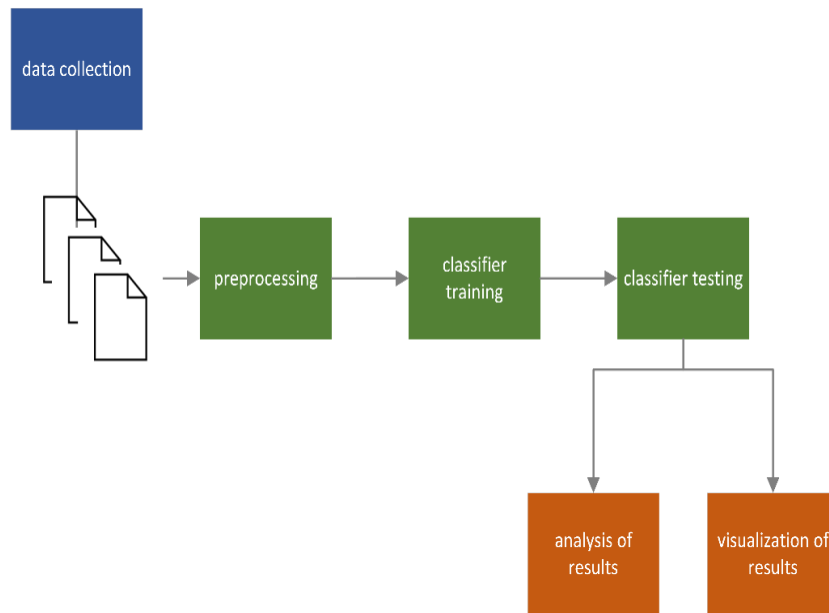 data collection
preprocessing
classifier
training
classifier testing
analysis of
results
visualization of
results